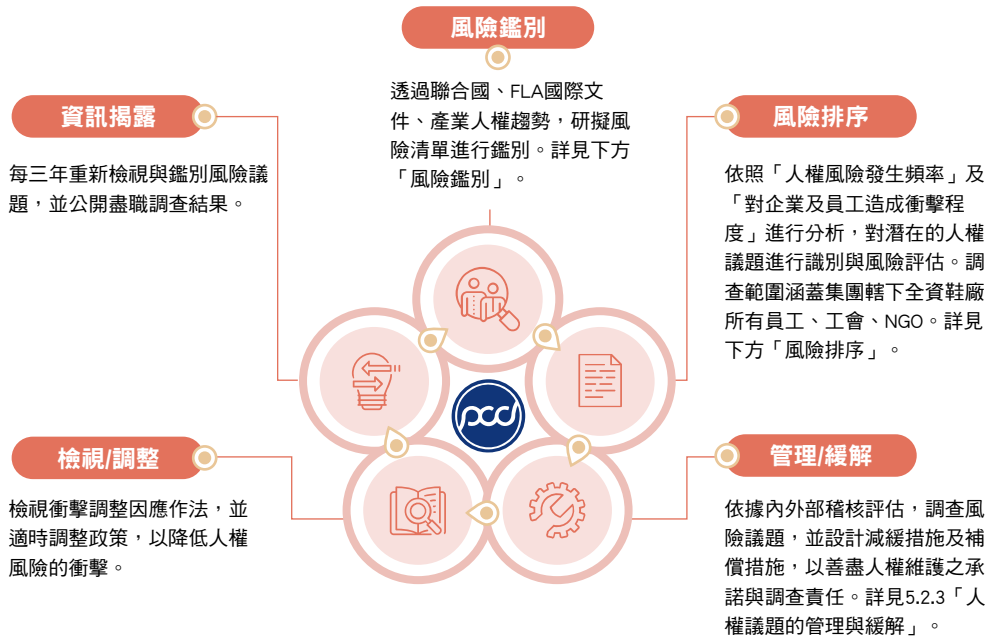 風險鑑別
透過聯合國、FLA國際文
件、產業人權趨勢，研擬風
險清單進行鑑別。詳見下方
「風險鑑別」。
風險排序
依照「人權風險發生頻率」及
「對企業及員工造成衝擊程
度」進行分析，對潛在的人權
議題進行識別與風險評估。調
查範圍涵蓋集團轄下全資鞋廠
所有員工、工會、NGO。詳見
下方「風險排序」。
管理/緩解
依據內外部稽核評估，調查風
險議題，並設計減緩措施及補
償措施，以善盡人權維護之承
諾與調查責任。詳見5.2.3「人
權議題的管理與緩解」。
檢視/調整
檢視衝擊調整因應作法，並
適時調整政策，以降低人權
風險的衝擊。
資訊揭露
每三年重新檢視與鑑別風險議
題，並公開盡職調查結果。
pcc